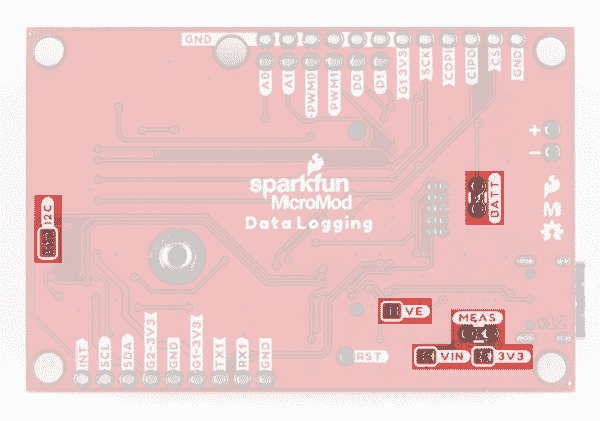 GND
A0
A1
PWM0
PWM1
D0
D1
G1 3V3
SCK
COPI
CIPO
CS
GND
+
-
sparkfun
MicroMod
Data Logging
I2C
BATT
VE
MEAS
VIN
3V3
v12
RST
INT
SCL
SDA
G2-3V3
GND
G1-3V3
TX1
RX1
GND